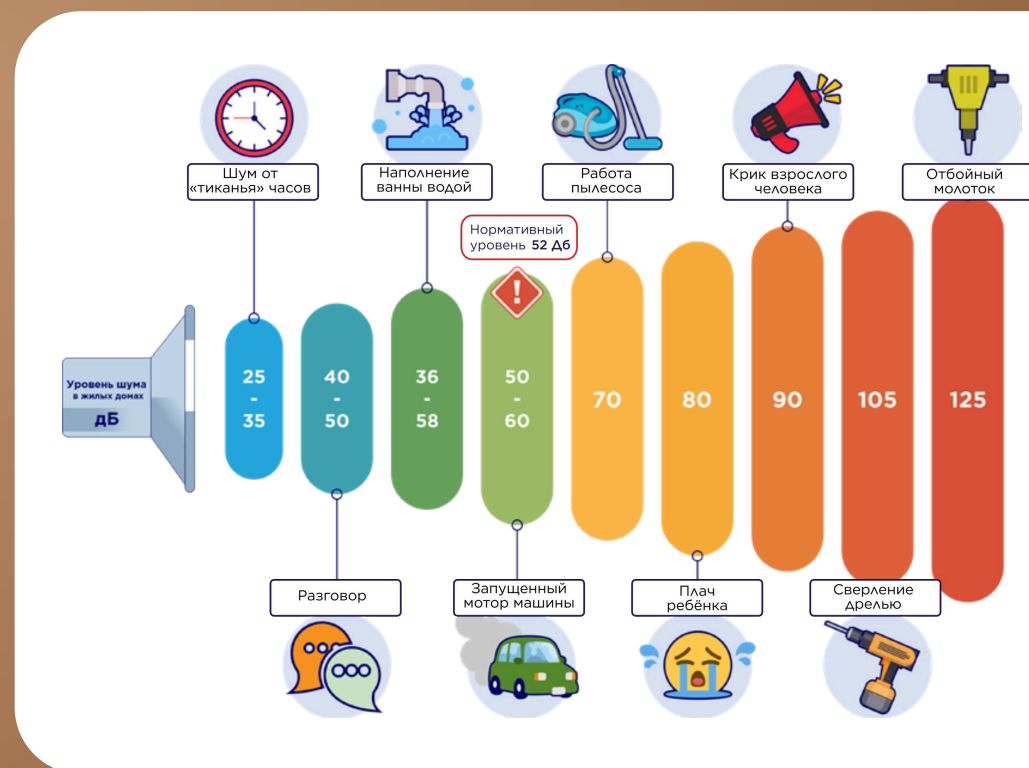 Шум от
«тиканья» часов
Наполнение
ванны водой
Работа
пылесоса
Крик взрослого
человека
Отбойный
молоток
Нормативный
уровень 52 Дб
!
Уровень шума
в жилых домах
дБ
25
-
35
40
-
50
36
-
58
50
-
60
70
80
90
105
125
Разговор
Запущенный
мотор машины
Плач
ребёнка
Сверление
дрелью